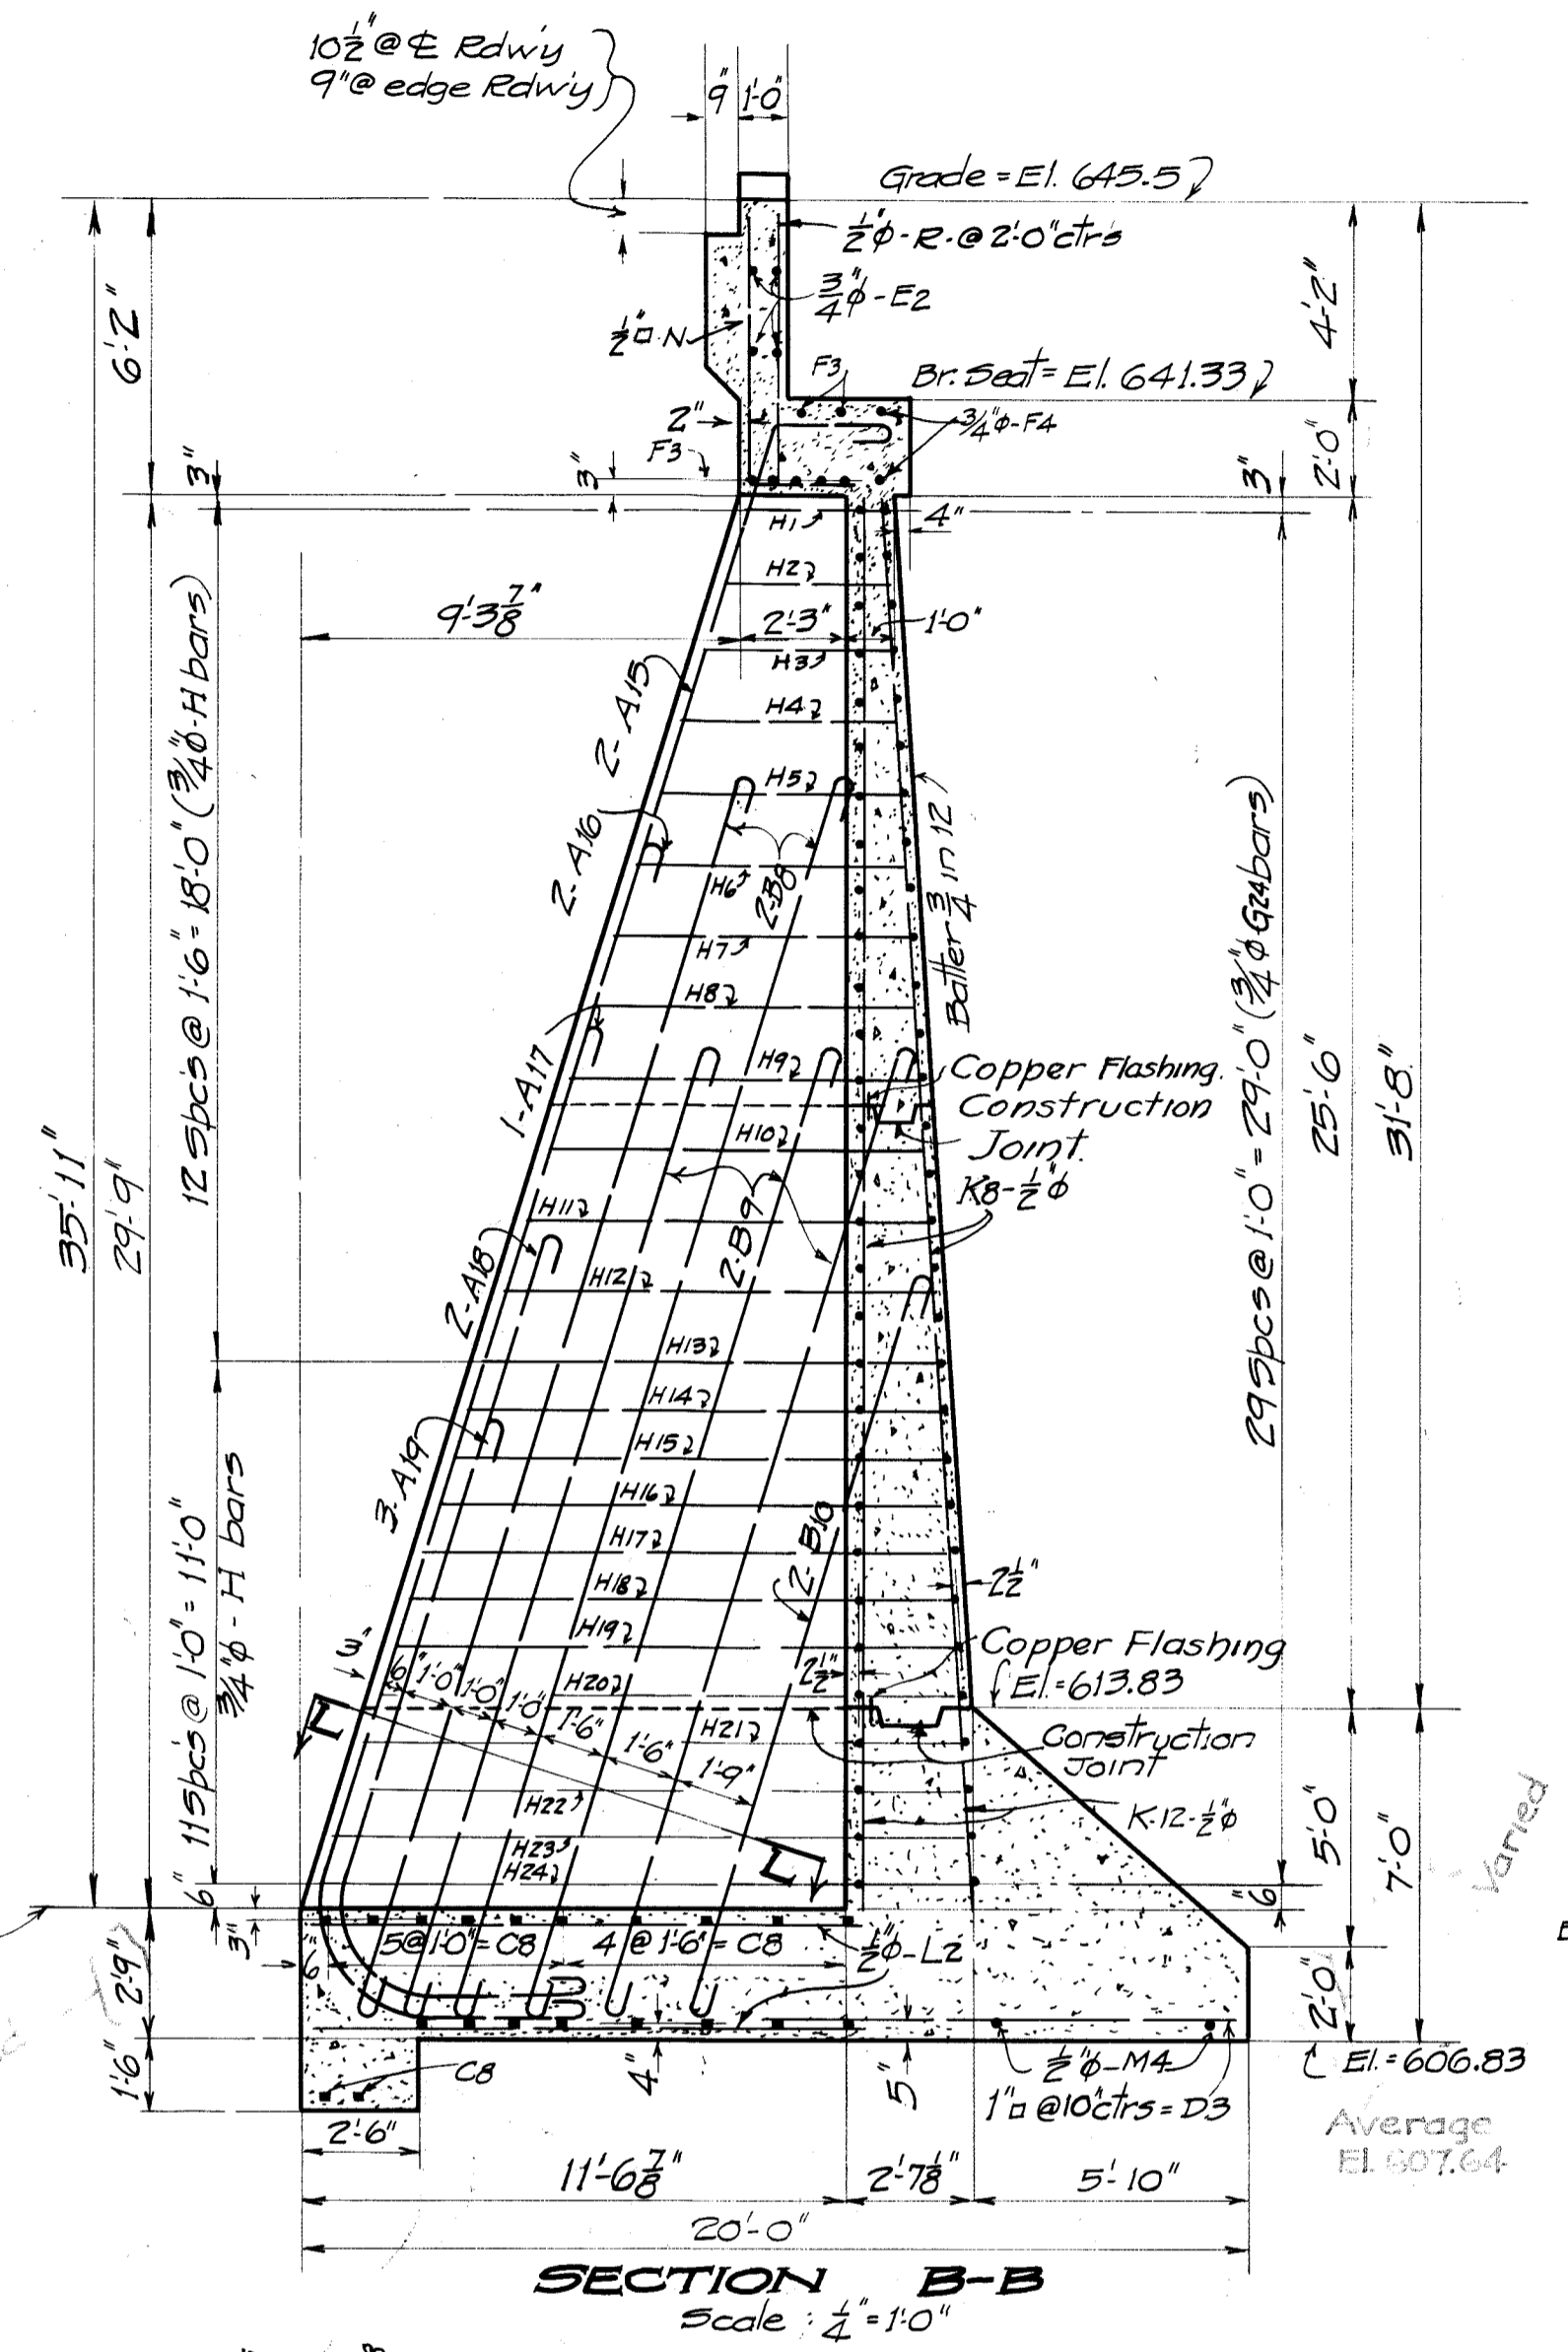 10½"@ ℄ Rdw'y
9"@ edge Rdw'y
9" 1'-0"
Grade = El. 645.5
½"ϕ-R-@ 2'-0" ctrs
¾"ϕ-E2
½"□-N
6'-2"
4'-2"
F3
Br. Seat = El. 641.33
2"
¾"ϕ-F4
F3
3"
3"
3"
2'-0"
H1
4"
H2
9'-3⅞"
2'-3"
1'-0"
H3
2-A15
H4
H5
2-A16
H6
2-B8
H7
H8
Batter ¾ in 12
12 Spcs @ 1'-6" = 18'-0" (¾"ϕ-H bars)
29 Spcs @ 1'-0" = 29'-0" (¾"ϕ G24 bars)
25'-6"
31'-8"
35'-11"
29'-9"
1-A17
H9
Copper Flashing.
Construction
Joint.
H10
K8-½"ϕ
H11
2-B9
2-A18
H12
H13
H14
3-A19
H15
H16
2-B10
H17
H18
2½"
H19
11 Spcs @ 1'-0" = 11'-0"
¾"ϕ - H bars
3"
6" 1'-0" 1'-0" 1'-0" 1'-6" 1'-6" 1'-9"
H20
2½"
Copper Flashing
El. = 613.83
L
H21
Construction
Joint
H22
K-12-½"ϕ
H23
H24
L
5'-0"
7'-0"
Varied
6"
6"
3"
6"
5@1'-0" = C8
4 @ 1'-6" = C8
½"ϕ-L2
2'-9"
2'-0"
1'-6"
C8
4"
5"
½"ϕ-M4
1"□ @10"ctrs = D3
El. = 606.83
Average
El. 607.64
2'-6"
11'-6⅞"
2'-7⅛"
5'-10"
20'-0"
SECTION B-B
Scale : ¼" = 1'-0"